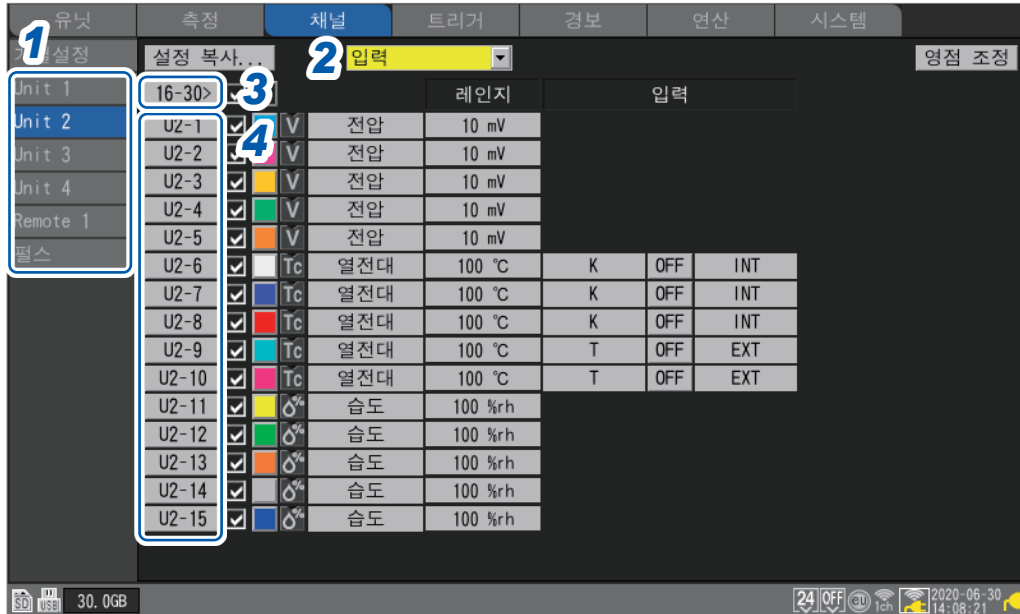 유닛 측정 채널 트리거 경보 연산 시스템
1
설정 설정 복사... 2 입력 영점 조정
Unit 1 16-30> 3 레인지 입력
Unit 2 U2-1 4 V 전압 10 mV
U2-2 V 전압 10 mV
Unit 3 U2-3 V 전압 10 mV
Unit 4 U2-4 V 전압 10 mV
Remote 1 U2-5 V 전압 10 mV
펄스 U2-6 Tc 열전대 100 ℃ K OFF INT
U2-7 Tc 열전대 100 ℃ K OFF INT
U2-8 Tc 열전대 100 ℃ K OFF INT
U2-9 Tc 열전대 100 ℃ T OFF EXT
U2-10 Tc 열전대 100 ℃ T OFF EXT
U2-11 % 습도 100 %rh
U2-12 % 습도 100 %rh
U2-13 % 습도 100 %rh
U2-14 % 습도 100 %rh
U2-15 % 습도 100 %rh
SD USB 30.0GB 24 OFF eU 1ch 2020-06-30
14:08:21